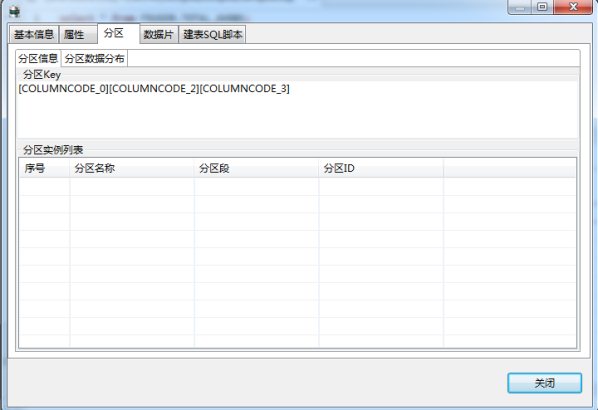 基本信息 属性 分区 数据片 建表SQL脚本
分区信息 分区数据分布
分区Key
[COLUMNCODE_0][COLUMNCODE_2][COLUMNCODE_3]
分区实例列表
序号 分区名称 分区段 分区ID
关闭